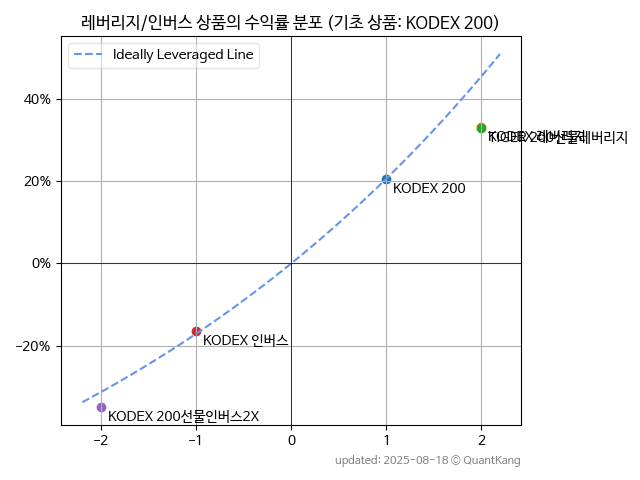 레버리지/인버스 상품의 수익률 분포 (기초 상품: KODEX 200)
Ideally Leveraged Line
40%
20%
0%
−20%
KODEX 200
KODEX 인버스
KODEX 200선물인버스2X
−2
−1
0
1
2
updated: 2025-08-18 © QuantKang